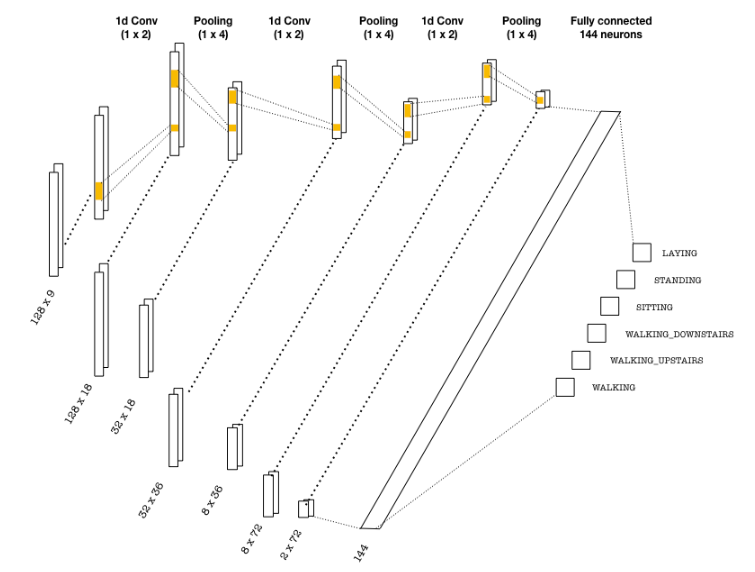 1d Conv
(1 x 2)
Pooling
(1 x 4)
1d Conv
(1 x 2)
Pooling
(1 x 4)
1d Conv
(1 x 2)
Pooling
(1 x 4)
Fully connected
144 neurons
LAYING
STANDING
SITTING
WALKING_DOWNSTAIRS
WALKING_UPSTAIRS
WALKING
128 x 9
128 x 18
32 x 18
32 x 36
8 x 36
8 x 72
2 x 72
144